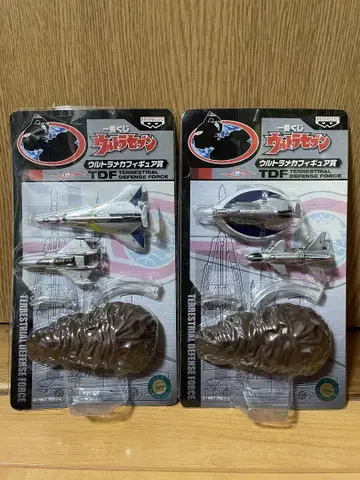 BANPRESTO
一番くじ
ウルトラセブン
ウルトラメカフィギュア賞
TDF TERRESTRIAL
DEFENSE FORCE
TERRESTRIAL DEFENSE FORCE
BANPRESTO
一番くじ
ウルトラセブン
ウルトラメカフィギュア賞
TDF TERRESTRIAL
DEFENSE FORCE
TERRESTRIAL DEFENSE FORCE